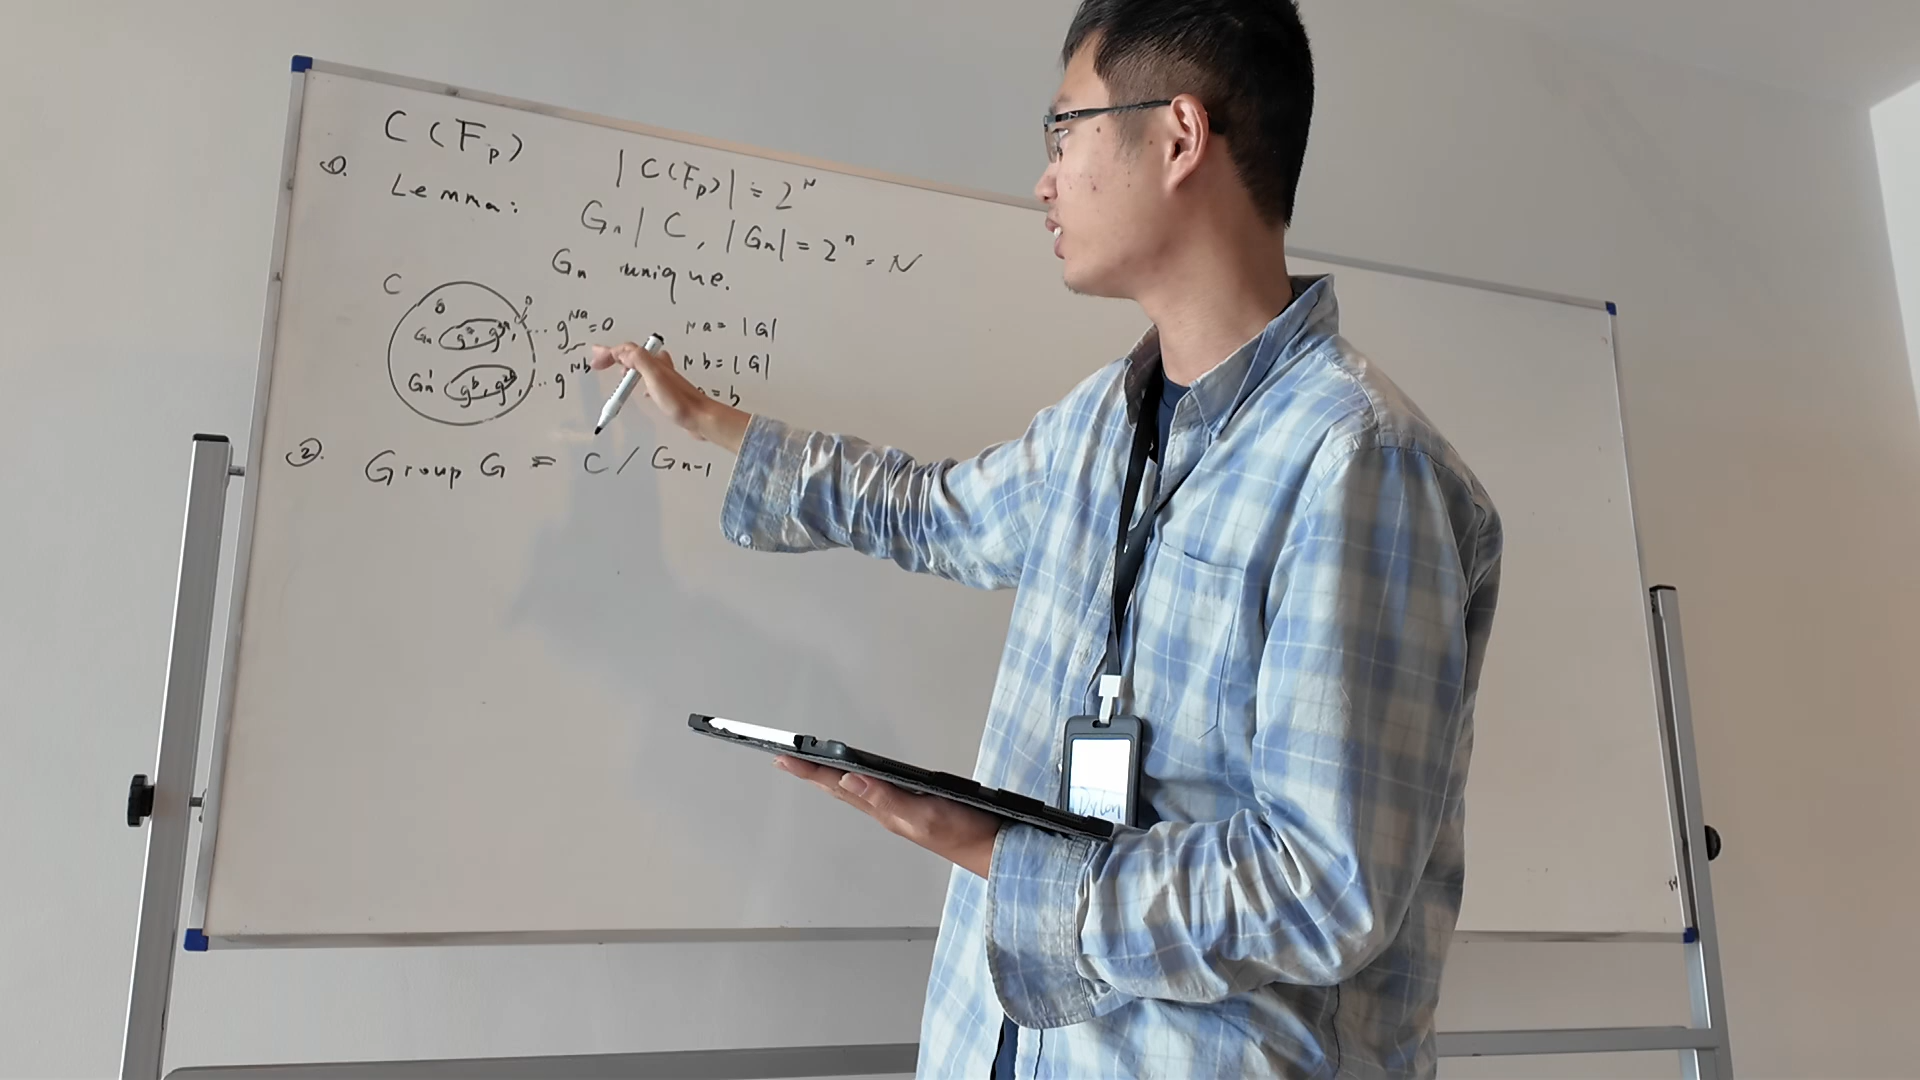 C(Fp)
①.
|C(Fp)| = 2^N
Lemma:
Gn | C, |Gn| = 2^n = N
Gn unique.
C
Gn g^a, g^2a, ... g^Na = 0
Na = |G|
Gn' g^b, g^2b, ... g^Nb
Nb = |G|
= b
②. Group G = C / Gn-1
Dylan